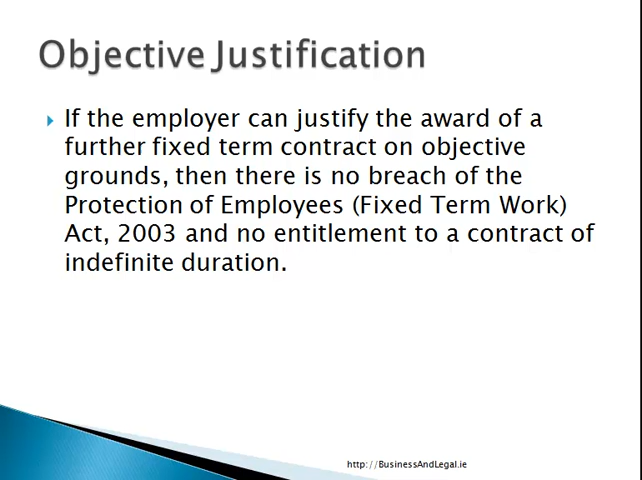 Objective Justification
If the employer can justify the award of a
further fixed term contract on objective
grounds, then there is no breach of the
Protection of Employees (Fixed Term Work)
Act, 2003 and no entitlement to a contract of
indefinite duration.
http://BusinessAndLegal.ie